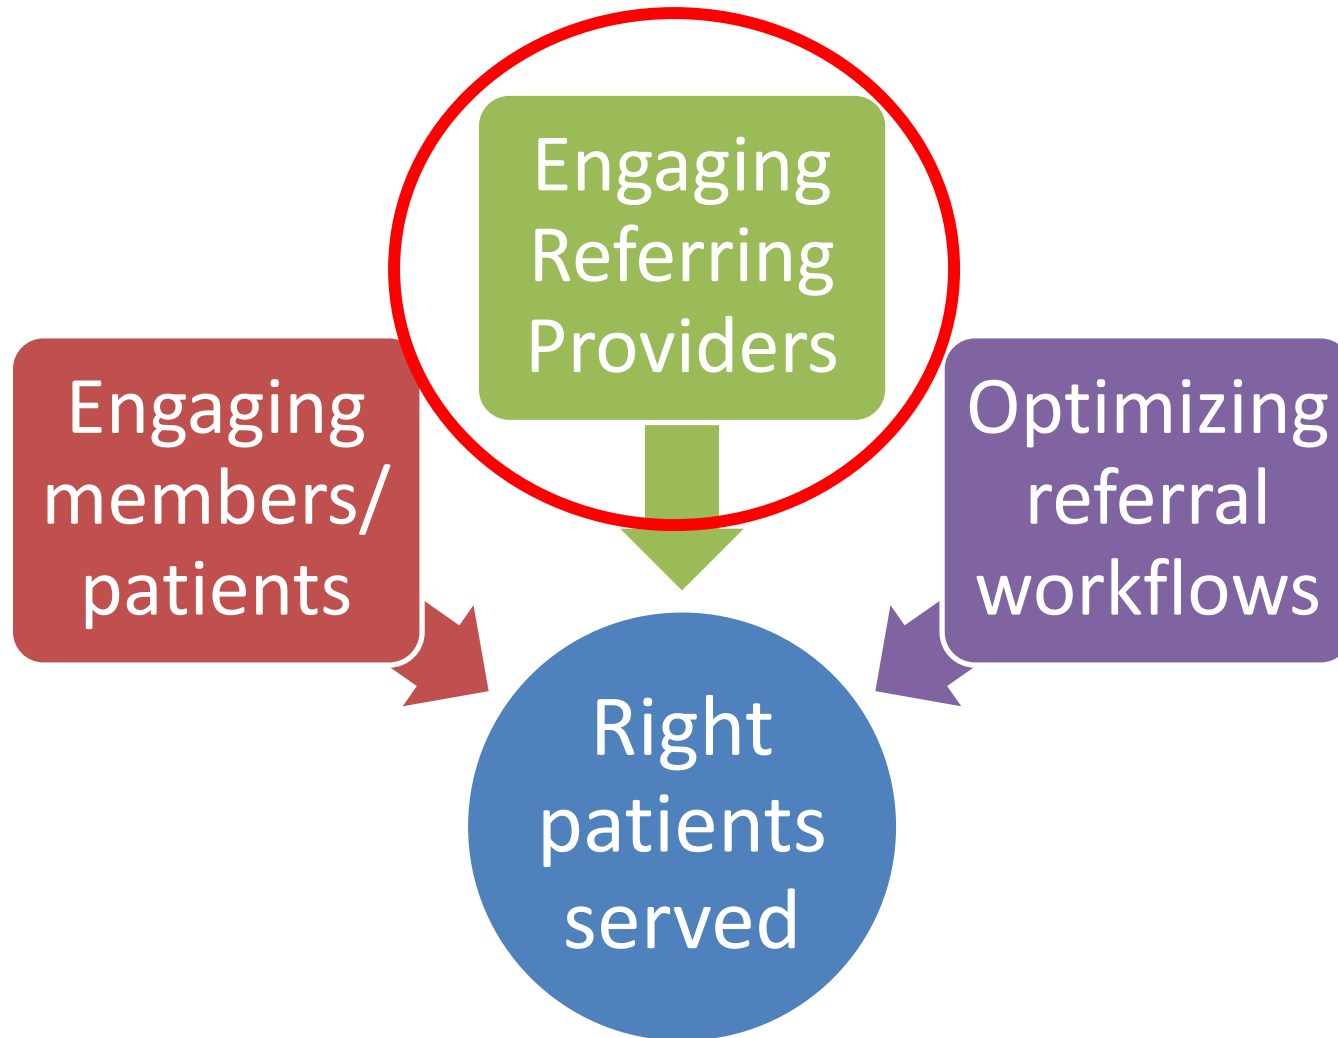 Engaging
Referring
Providers
Engaging
members/
patients
Optimizing
referral
workflows
Right
patients
served